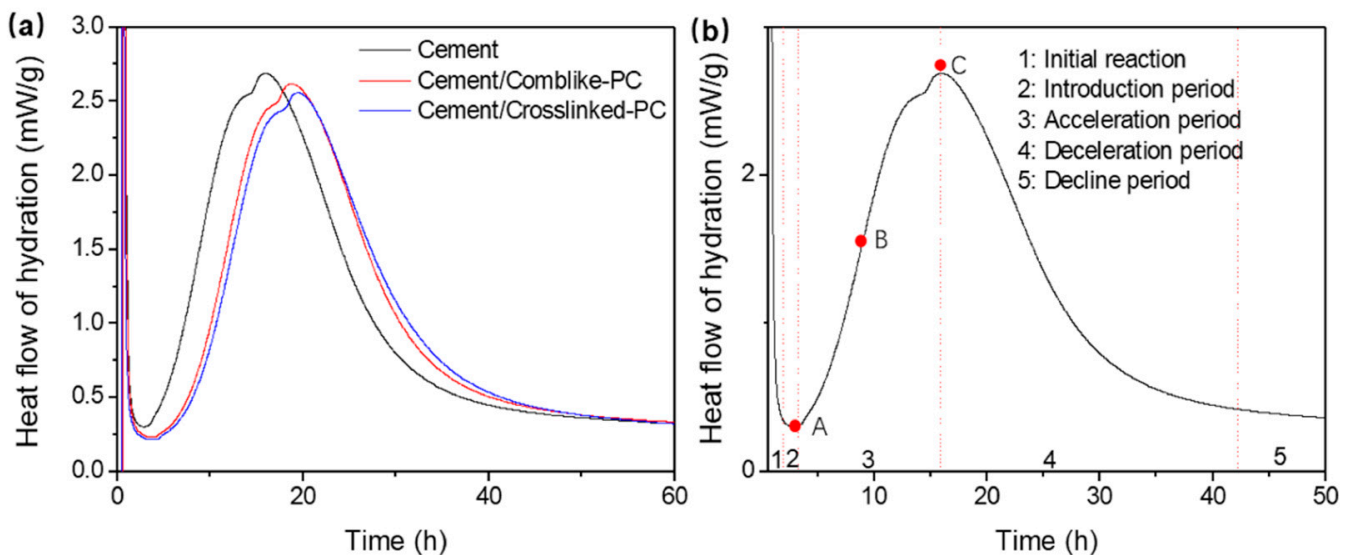 (a)
Heat flow of hydration (mW/g)
3.0
2.5
2.0
1.5
1.0
0.5
0.0
Cement
Cement/Comblike-PC
Cement/Crosslinked-PC
0 20 40 60
Time (h)
(b)
Heat flow of hydration (mW/g)
2
0
C
B
A
1: Initial reaction
2: Introduction period
3: Acceleration period
4: Deceleration period
5: Decline period
1 2 3 4 5
10 20 30 40 50
Time (h)